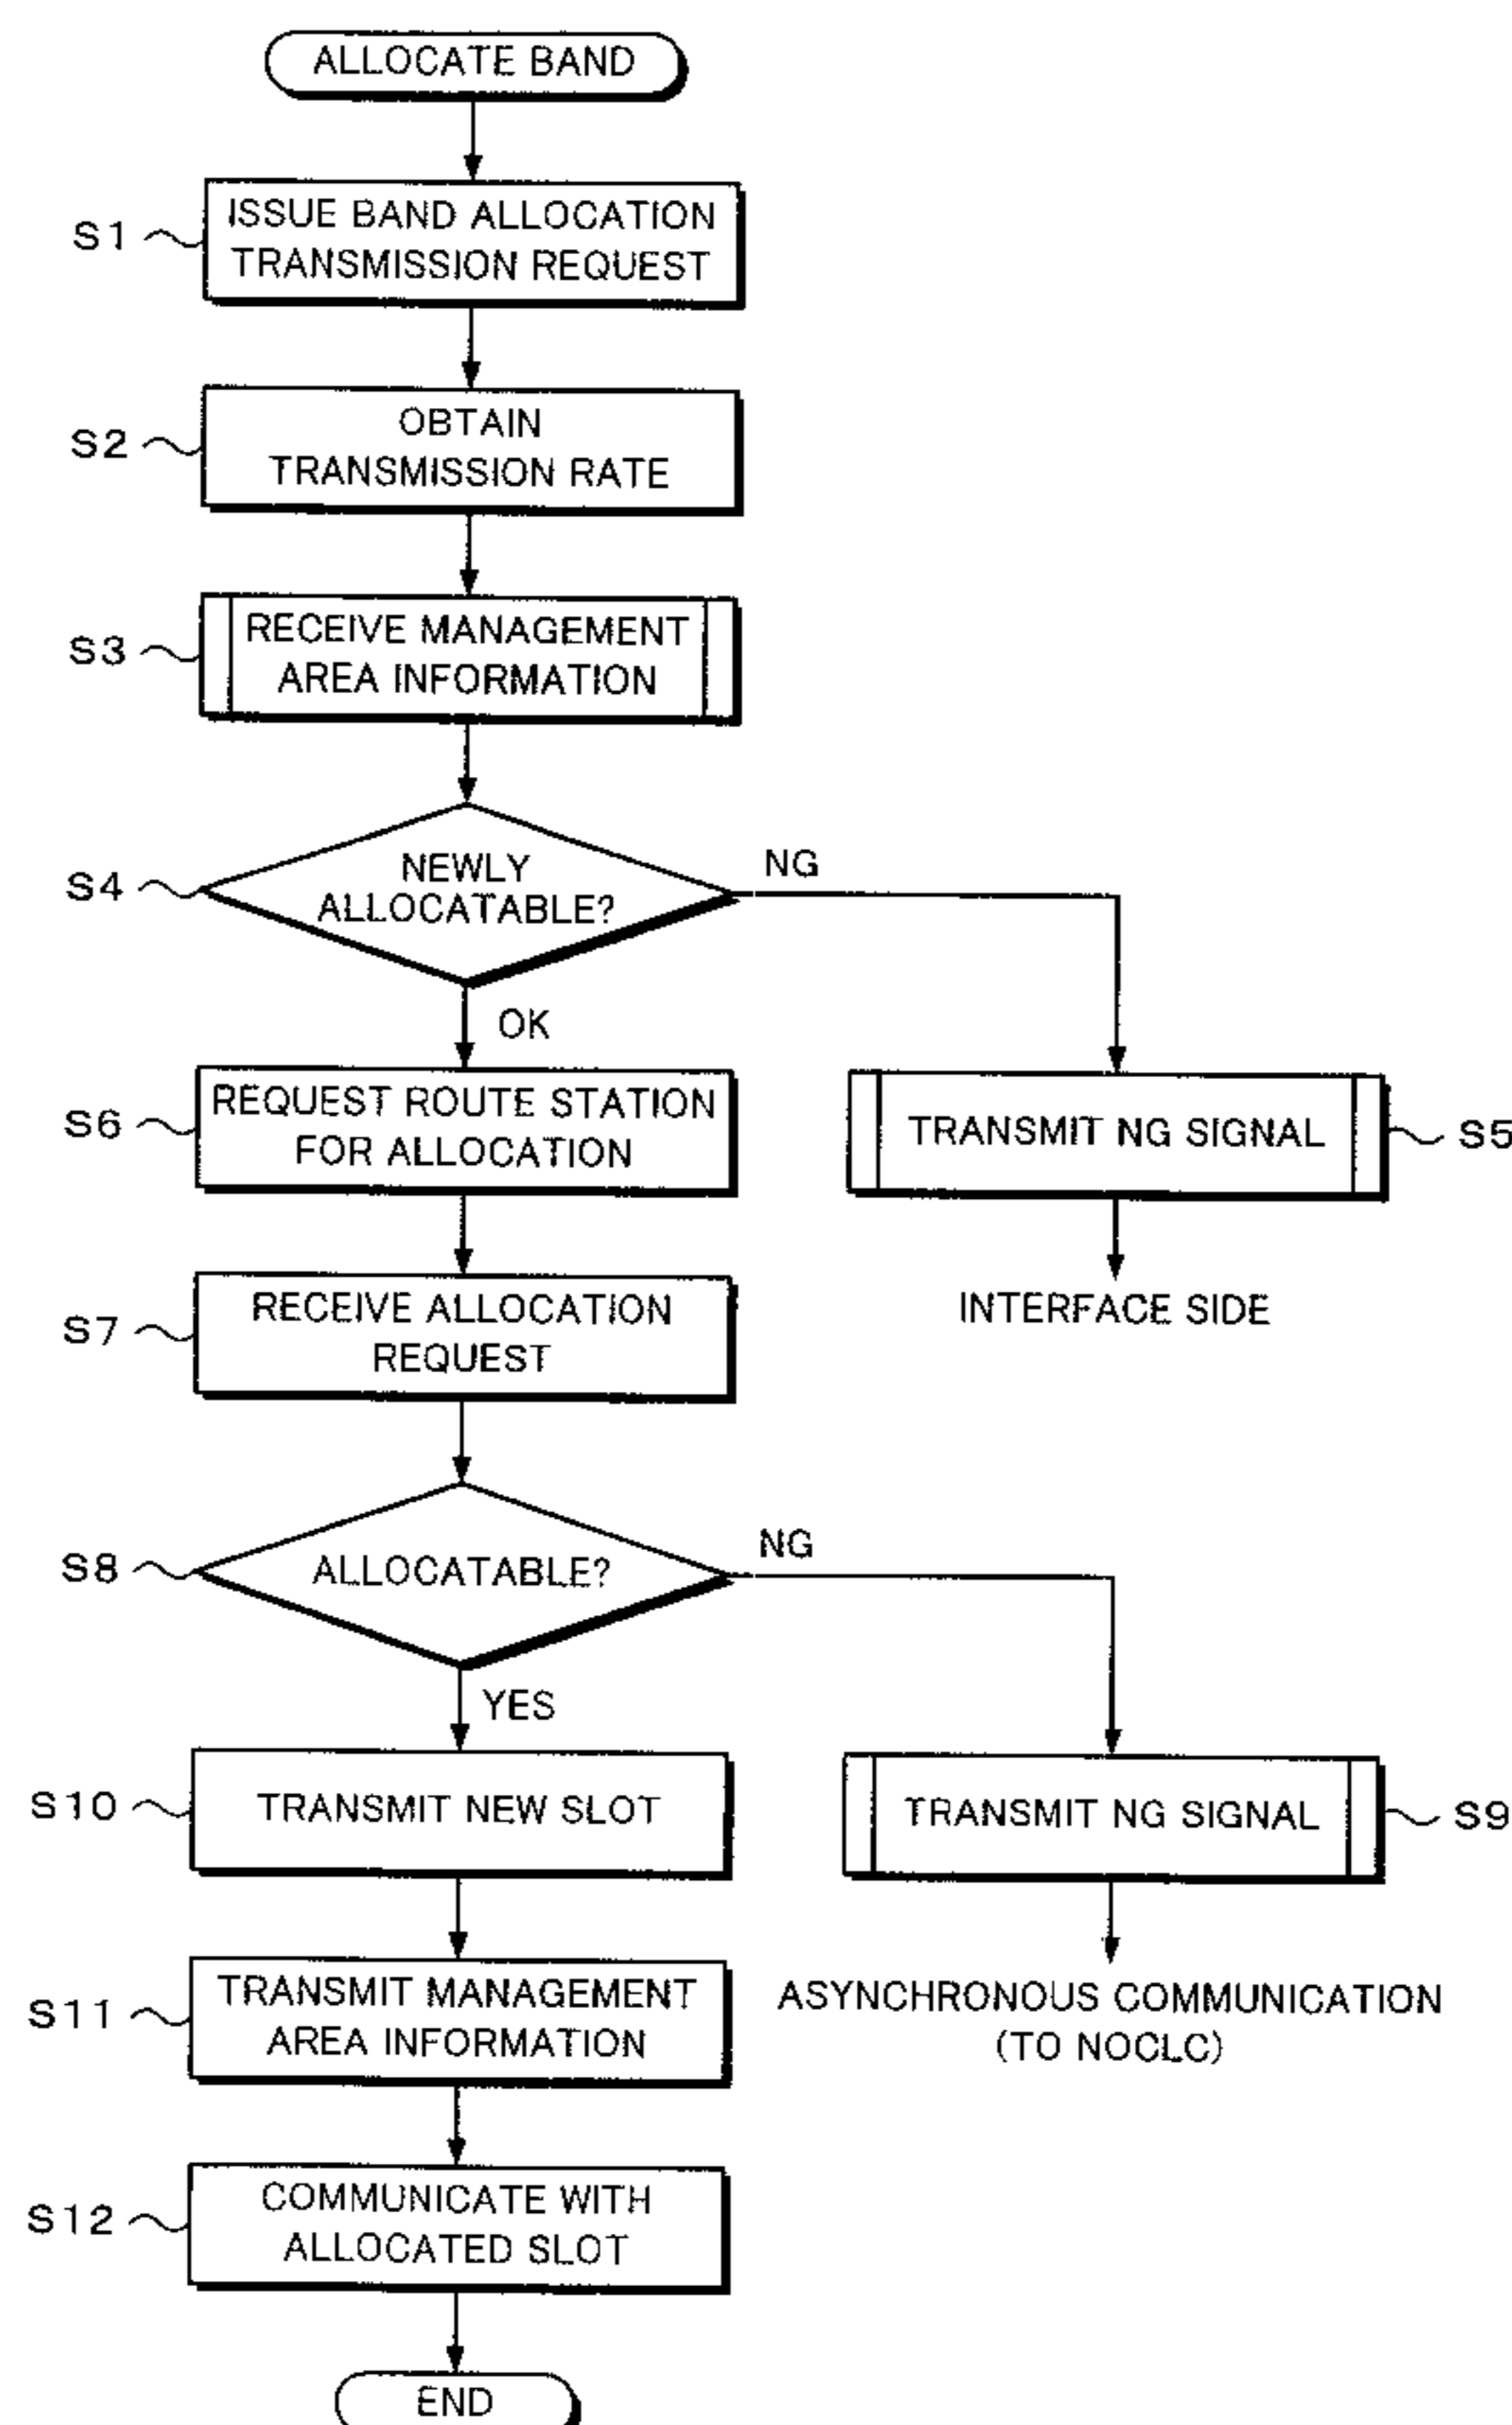 ALLOCATE BAND
S1
ISSUE BAND ALLOCATION
TRANSMISSION REQUEST
S2
OBTAIN
TRANSMISSION RATE
S3
RECEIVE MANAGEMENT
AREA INFORMATION
S4
NEWLY
ALLOCATABLE?
NG
OK
S6
REQUEST ROUTE STATION
FOR ALLOCATION
TRANSMIT NG SIGNAL
S5
INTERFACE SIDE
S7
RECEIVE ALLOCATION
REQUEST
S8
ALLOCATABLE?
NG
YES
S10
TRANSMIT NEW SLOT
TRANSMIT NG SIGNAL
S9
ASYNCHRONOUS COMMUNICATION
(TO NOCLC)
S11
TRANSMIT MANAGEMENT
AREA INFORMATION
S12
COMMUNICATE WITH
ALLOCATED SLOT
END